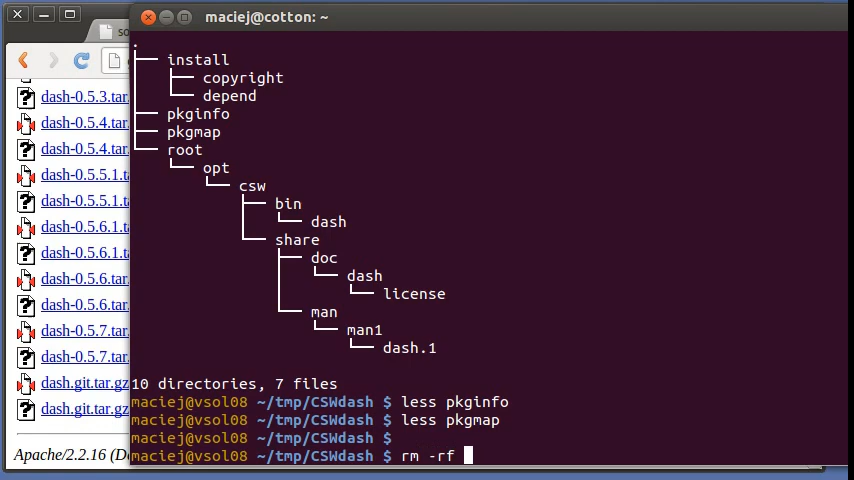 maciej@cotton: ~
so
dash-0.5.3.tar.
dash-0.5.4.tar.
dash-0.5.4.tar.
dash-0.5.5.1.t
dash-0.5.5.1.t
dash-0.5.6.1.t
dash-0.5.6.1.t
dash-0.5.6.tar.
dash-0.5.6.tar.
dash-0.5.7.tar.
dash-0.5.7.tar.
dash.git.tar.gz
dash.git.tar.gz
Apache/2.2.16 (D
.
├── install
│   ├── copyright
│   └── depend
├── pkginfo
├── pkgmap
└── root
    └── opt
        └── csw
            ├── bin
            │   └── dash
            └── share
                ├── doc
                │   └── dash
                │       └── license
                └── man
                    └── man1
                        └── dash.1
10 directories, 7 files
maciej@vsol08 ~/tmp/CSWdash $ less pkginfo
maciej@vsol08 ~/tmp/CSWdash $ less pkgmap
maciej@vsol08 ~/tmp/CSWdash $
maciej@vsol08 ~/tmp/CSWdash $ rm -rf